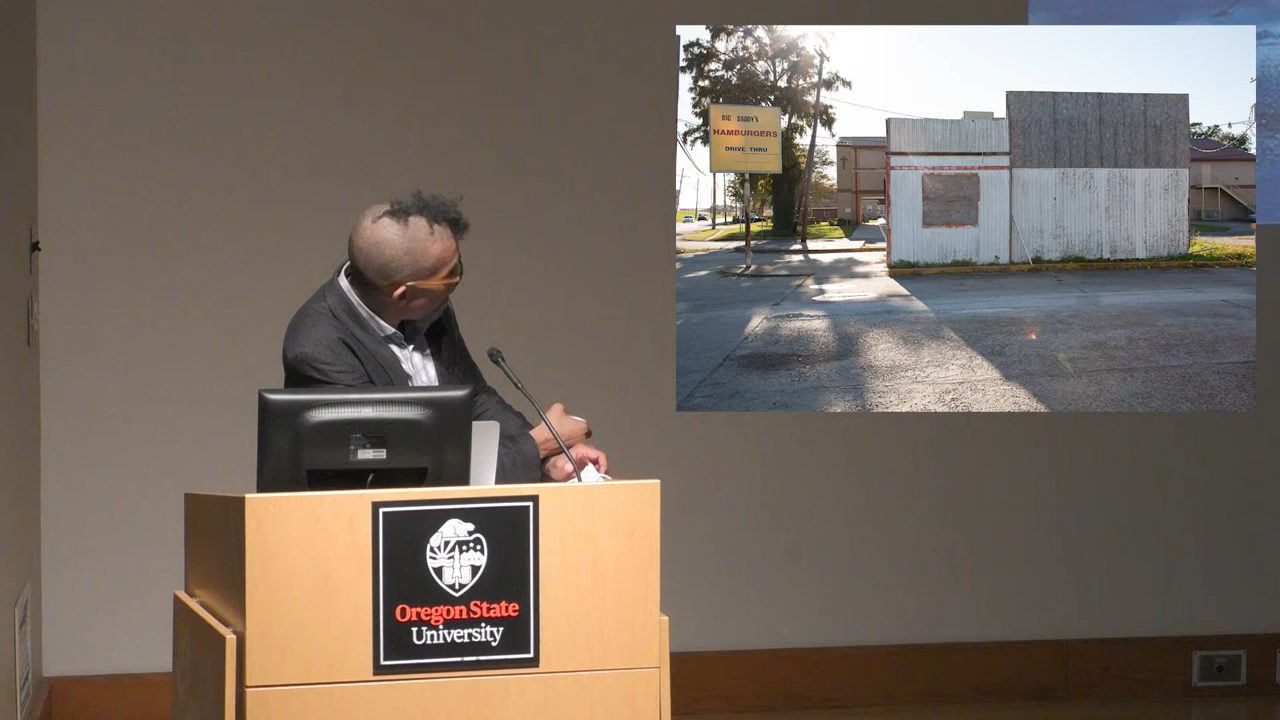 BIG DADDY'S
HAMBURGERS
DRIVE THRU
Oregon State
University